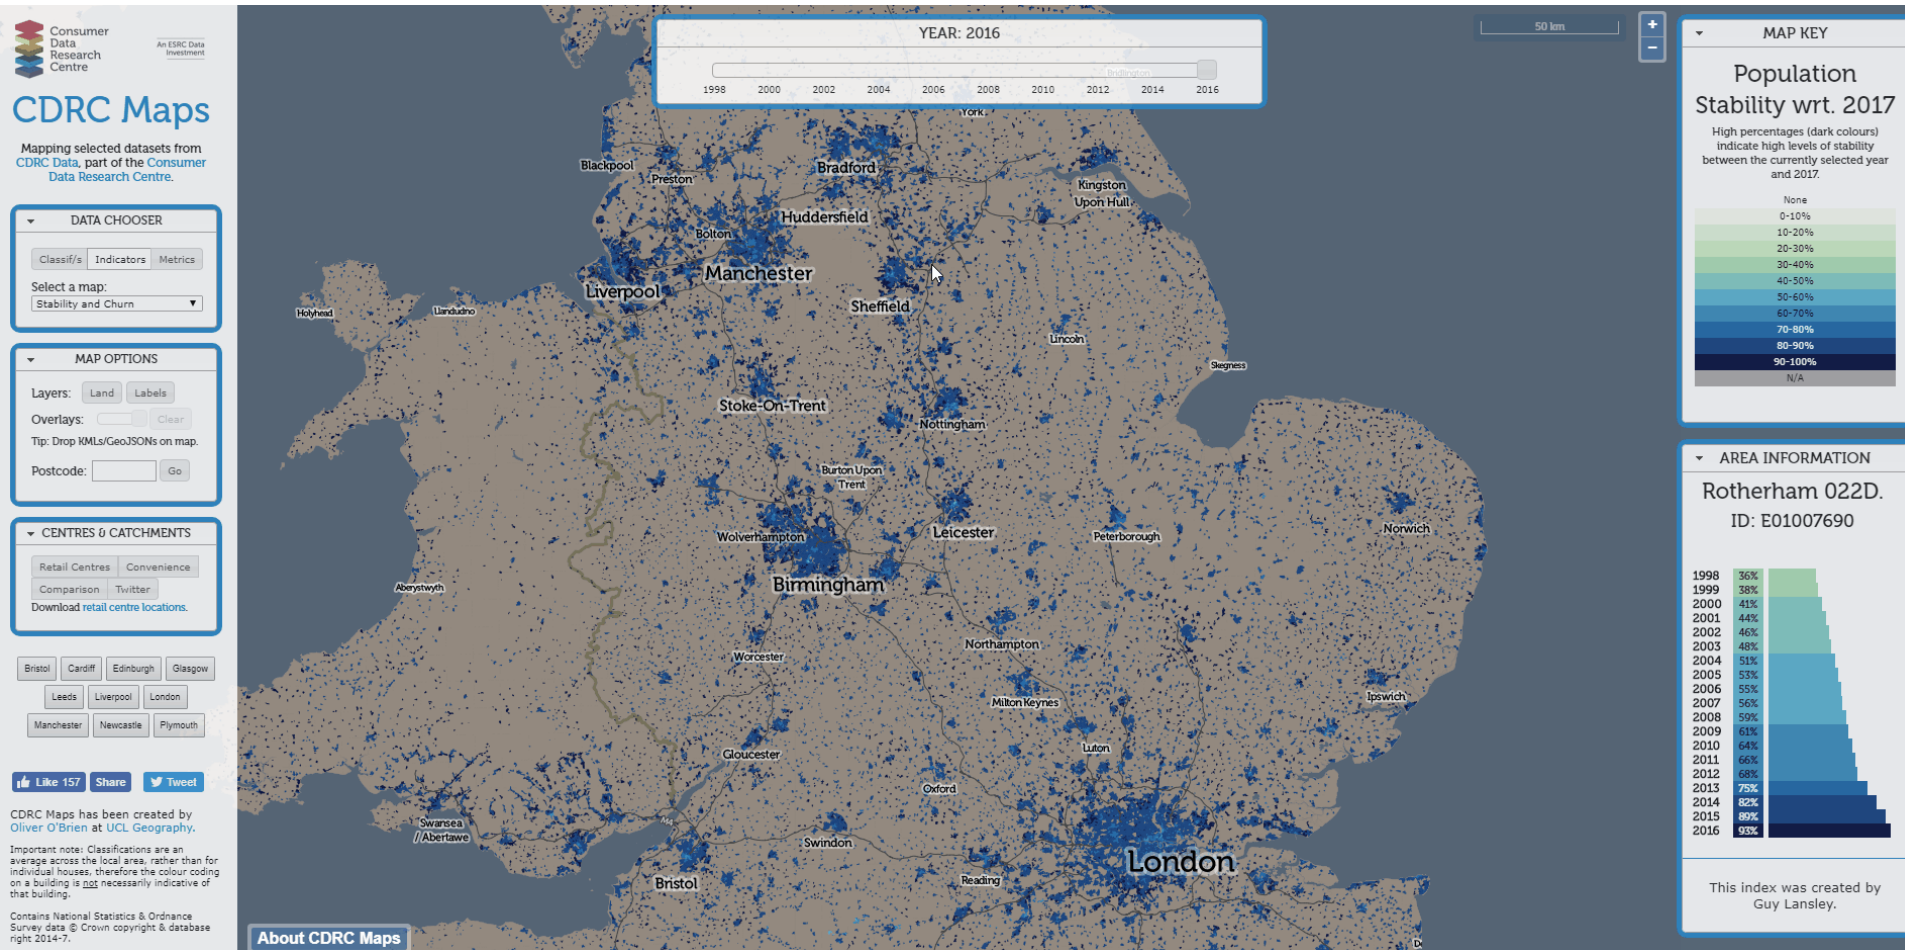 Consumer
Data
Research
Centre
An ESRC Data
Investment
CDRC Maps
Mapping selected datasets from
CDRC Data, part of the Consumer
Data Research Centre.
DATA CHOOSER
Classif/s Indicators Metrics
Select a map:
Stability and Churn
MAP OPTIONS
Layers: Land Labels
Overlays: Clear
Tip: Drop KMLs/GeoJSONs on map.
Postcode: Go
CENTRES & CATCHMENTS
Retail Centres Convenience
Comparison Twitter
Download retail centre locations.
Bristol Cardiff Edinburgh Glasgow
Leeds Liverpool London
Manchester Newcastle Plymouth
Like 157 Share Tweet
CDRC Maps has been created by
Oliver O'Brien at UCL Geography.
Important note: Classifications are an
average across the local area, rather than for
individual houses, therefore the colour coding
on a building is not necessarily indicative of
that building.
Contains National Statistics & Ordnance
Survey data © Crown copyright & database
right 2014-7.
YEAR: 2016
Bridlington
1998 2000 2002 2004 2006 2008 2010 2012 2014 2016
50 km
+
−
York
Blackpool
Preston
Bradford
Kingston
Upon Hull
Huddersfield
Bolton
Manchester
Liverpool
Sheffield
Holyhead
Llandudno
Lincoln
Skegness
Stoke-On-Trent
Nottingham
Burton Upon
Trent
Wolverhampton
Leicester
Peterborough
Norwich
Birmingham
Aberystwyth
Northampton
Worcester
Milton Keynes
Ipswich
Gloucester
Luton
Oxford
Swansea
/ Abertawe
M4
Swindon
London
Bristol
Reading
About CDRC Maps
MAP KEY
Population
Stability wrt. 2017
High percentages (dark colours)
indicate high levels of stability
between the currently selected year
and 2017.
None
0-10%
10-20%
20-30%
30-40%
40-50%
50-60%
60-70%
70-80%
80-90%
90-100%
N/A
AREA INFORMATION
Rotherham 022D.
ID: E01007690
1998 36%
1999 38%
2000 41%
2001 44%
2002 46%
2003 48%
2004 51%
2005 53%
2006 55%
2007 56%
2008 59%
2009 61%
2010 64%
2011 66%
2012 68%
2013 75%
2014 82%
2015 89%
2016 93%
This index was created by
Guy Lansley.